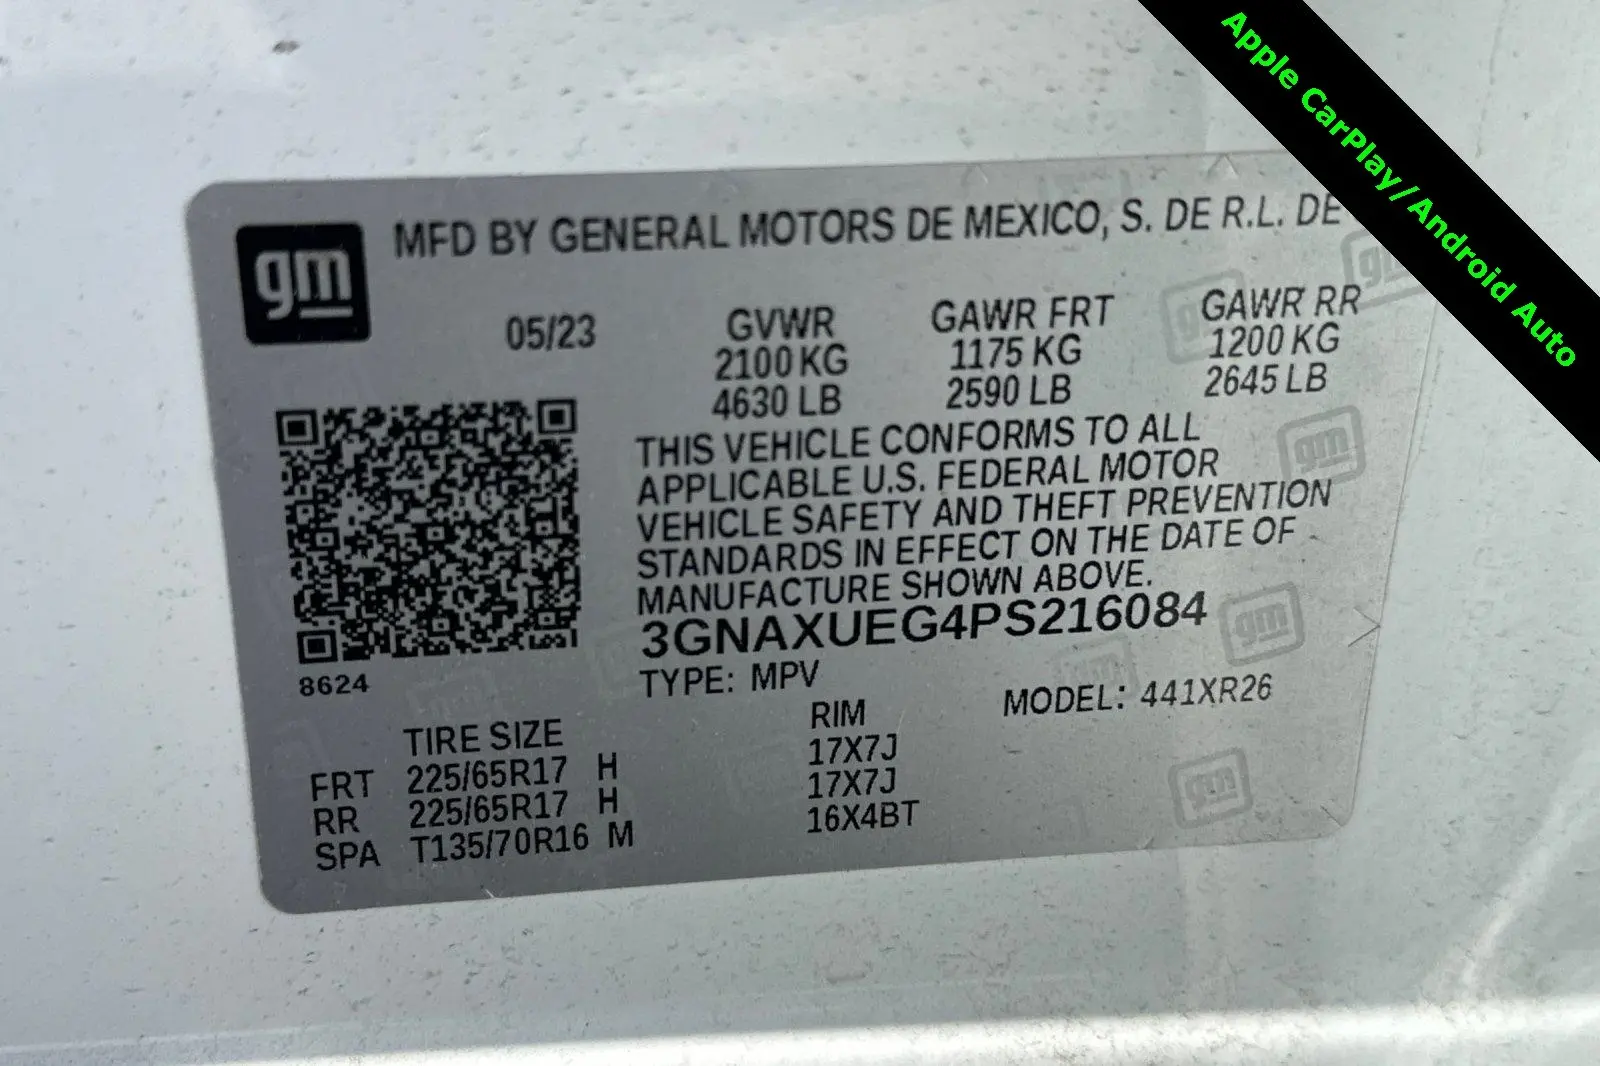 Apple CarPlay//Android Auto
gm MFD BY GENERAL MOTORS DE MEXICO, S. DE R.L. DE
05/23 GVWR GAWR FRT GAWR RR
2100 KG 1175 KG 1200 KG
4630 LB 2590 LB 2645 LB
THIS VEHICLE CONFORMS TO ALL
APPLICABLE U.S. FEDERAL MOTOR
VEHICLE SAFETY AND THEFT PREVENTION
STANDARDS IN EFFECT ON THE DATE OF
MANUFACTURE SHOWN ABOVE.
3GNAXUEG4PS216084
8624 TYPE: MPV MODEL: 441XR26
TIRE SIZE RIM
FRT 225/65R17 H 17X7J
RR 225/65R17 H 17X7J
SPA T135/70R16 M 16X4BT